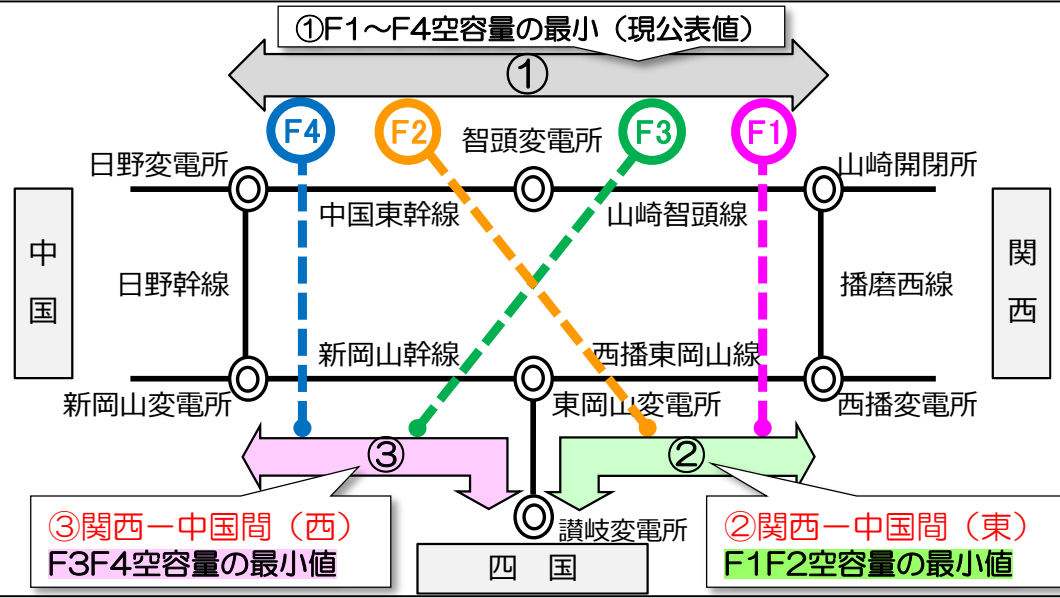 ①F1～F4空容量の最小（現公表値）
①
F4
F2
F3
F1
智頭変電所
日野変電所
山崎開閉所
中国東幹線
山崎智頭線
中国
関西
日野幹線
播磨西線
新岡山幹線
西播東岡山線
新岡山変電所
東岡山変電所
西播変電所
③
②
③関西ー中国間（西）
F3F4空容量の最小値
②関西ー中国間（東）
F1F2空容量の最小値
讃岐変電所
四国